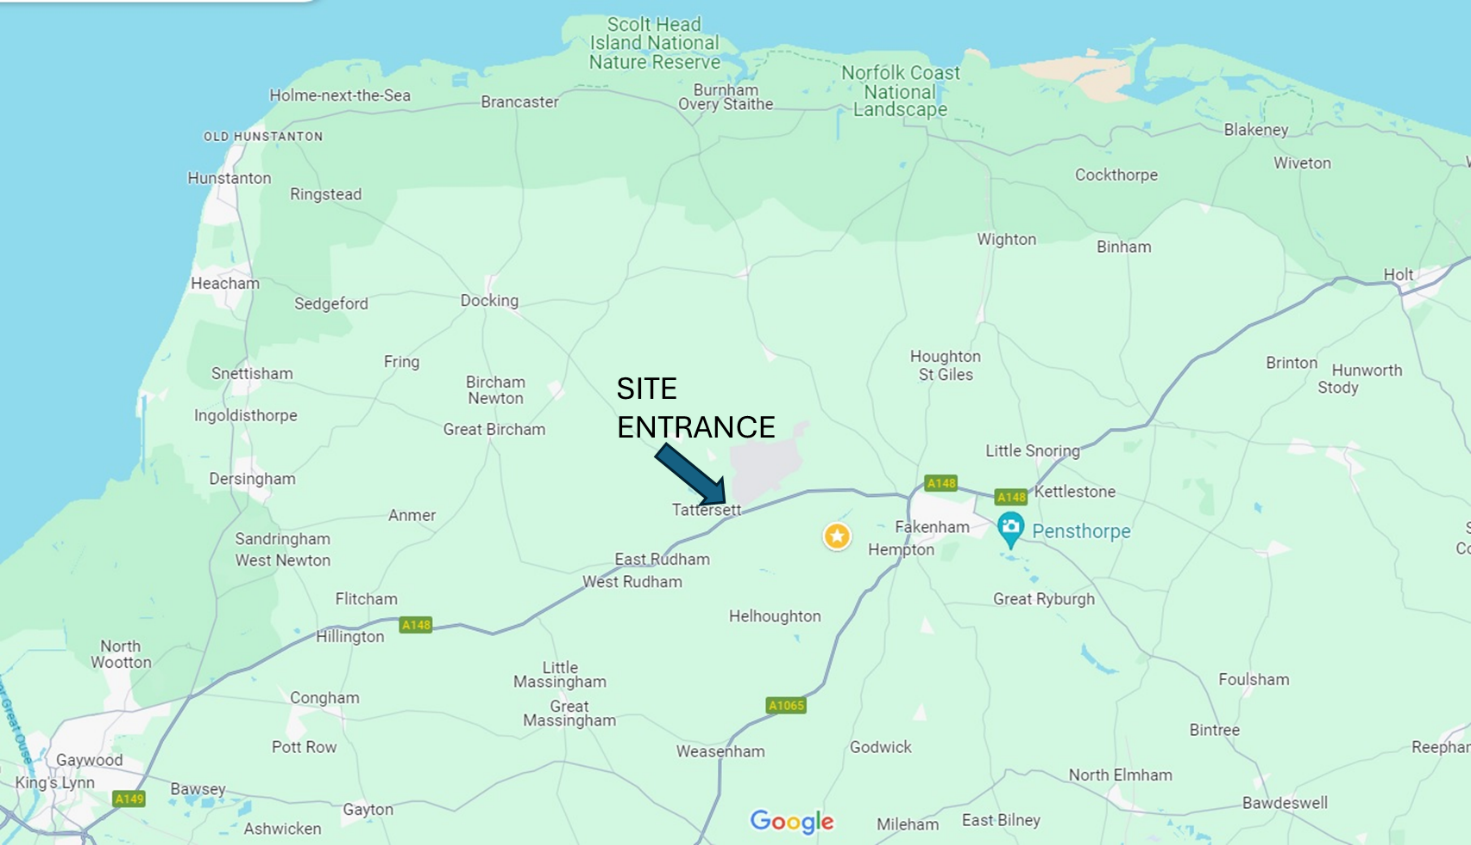 Scolt Head
Island National
Nature Reserve
Norfolk Coast
National
Landscape
Holme-next-the-Sea
Brancaster
Burnham
Overy Staithe
OLD HUNSTANTON
Blakeney
Wiveton
Hunstanton
Ringstead
Cockthorpe
Wighton
Binham
Heacham
Sedgeford
Docking
Holt
Snettisham
Fring
Bircham
Newton
Houghton
St Giles
Brinton
Hunworth
Stody
SITE
ENTRANCE
Ingoldisthorpe
Great Bircham
Little Snoring
Dersingham
A148
A148
Kettlestone
Anmer
Tattersett
Fakenham
Pensthorpe
Sandringham
West Newton
East Rudham
West Rudham
Hempton
Flitcham
Great Ryburgh
Hillington
A148
Helhoughton
North
Wootton
Little
Massingham
Great
Massingham
Foulsham
Congham
A1065
Pott Row
Weasenham
Godwick
Bintree
Gaywood
King's Lynn
A149
Bawsey
Gayton
Ashwicken
North Elmham
Bawdeswell
Google
Mileham
East Bilney